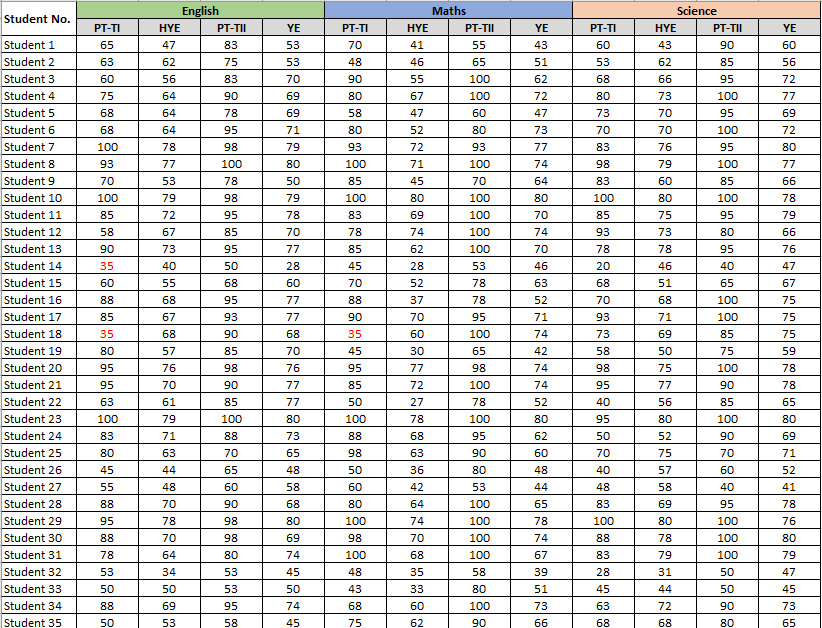 Student No. English Maths Science
PT-TI HYE PT-TII YE PT-TI HYE PT-TII YE PT-TI HYE PT-TII YE
Student 1 65 47 83 53 70 41 55 43 60 43 90 60
Student 2 63 62 75 53 48 46 65 51 53 62 85 56
Student 3 60 56 83 70 90 55 100 62 68 66 95 72
Student 4 75 64 90 69 80 67 100 72 80 73 100 77
Student 5 68 64 78 69 58 47 60 47 73 70 95 69
Student 6 68 64 95 71 80 52 80 73 70 70 100 72
Student 7 100 78 98 79 93 72 93 77 83 76 95 80
Student 8 93 77 100 80 100 71 100 74 98 79 100 77
Student 9 70 53 78 50 85 45 70 64 83 60 85 66
Student 10 100 79 98 79 100 80 100 80 100 80 100 78
Student 11 85 72 95 78 83 69 100 70 85 75 95 79
Student 12 58 67 85 70 78 74 100 74 93 73 80 66
Student 13 90 73 95 77 85 62 100 70 78 78 95 76
Student 14 35 40 50 28 45 28 53 46 20 46 40 47
Student 15 60 55 68 60 70 52 78 63 68 51 65 67
Student 16 88 68 95 77 88 37 78 52 70 68 100 75
Student 17 85 67 93 77 90 70 95 71 93 71 100 75
Student 18 35 68 90 68 35 60 100 74 73 69 85 75
Student 19 80 57 85 70 45 30 65 42 58 50 75 59
Student 20 95 76 98 76 95 77 98 74 98 75 100 78
Student 21 95 70 90 77 85 72 100 74 95 77 90 78
Student 22 63 61 85 77 50 27 78 52 40 56 85 65
Student 23 100 79 100 80 100 78 100 80 95 80 100 80
Student 24 83 71 88 73 88 68 95 62 50 52 90 69
Student 25 80 63 70 65 98 63 90 60 70 75 70 71
Student 26 45 44 65 48 50 36 80 48 40 57 60 52
Student 27 55 48 60 58 60 42 53 44 48 58 40 41
Student 28 88 70 90 68 80 64 100 65 83 69 95 78
Student 29 95 78 98 80 100 74 100 78 100 80 100 76
Student 30 88 70 98 69 98 70 100 74 88 78 100 80
Student 31 78 64 80 74 100 68 100 67 83 79 100 79
Student 32 53 34 53 45 48 35 58 39 28 31 50 47
Student 33 50 50 53 50 43 33 80 51 45 44 50 45
Student 34 88 69 95 74 68 60 100 73 63 72 90 73
Student 35 50 53 58 45 75 62 90 66 68 68 80 65